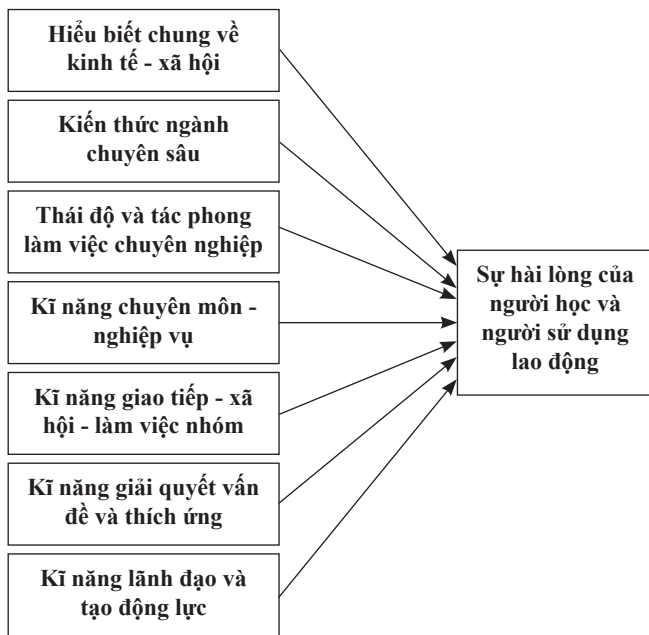 Hiểu biết chung về
kinh tế - xã hội
Kiến thức ngành
chuyên sâu
Thái độ và tác phong
làm việc chuyên nghiệp
Kĩ năng chuyên môn -
nghiệp vụ
Kĩ năng giao tiếp - xã
hội - làm việc nhóm
Kĩ năng giải quyết vấn
đề và thích ứng
Kĩ năng lãnh đạo và
tạo động lực
Sự hài lòng của
người học và
người sử dụng
lao động